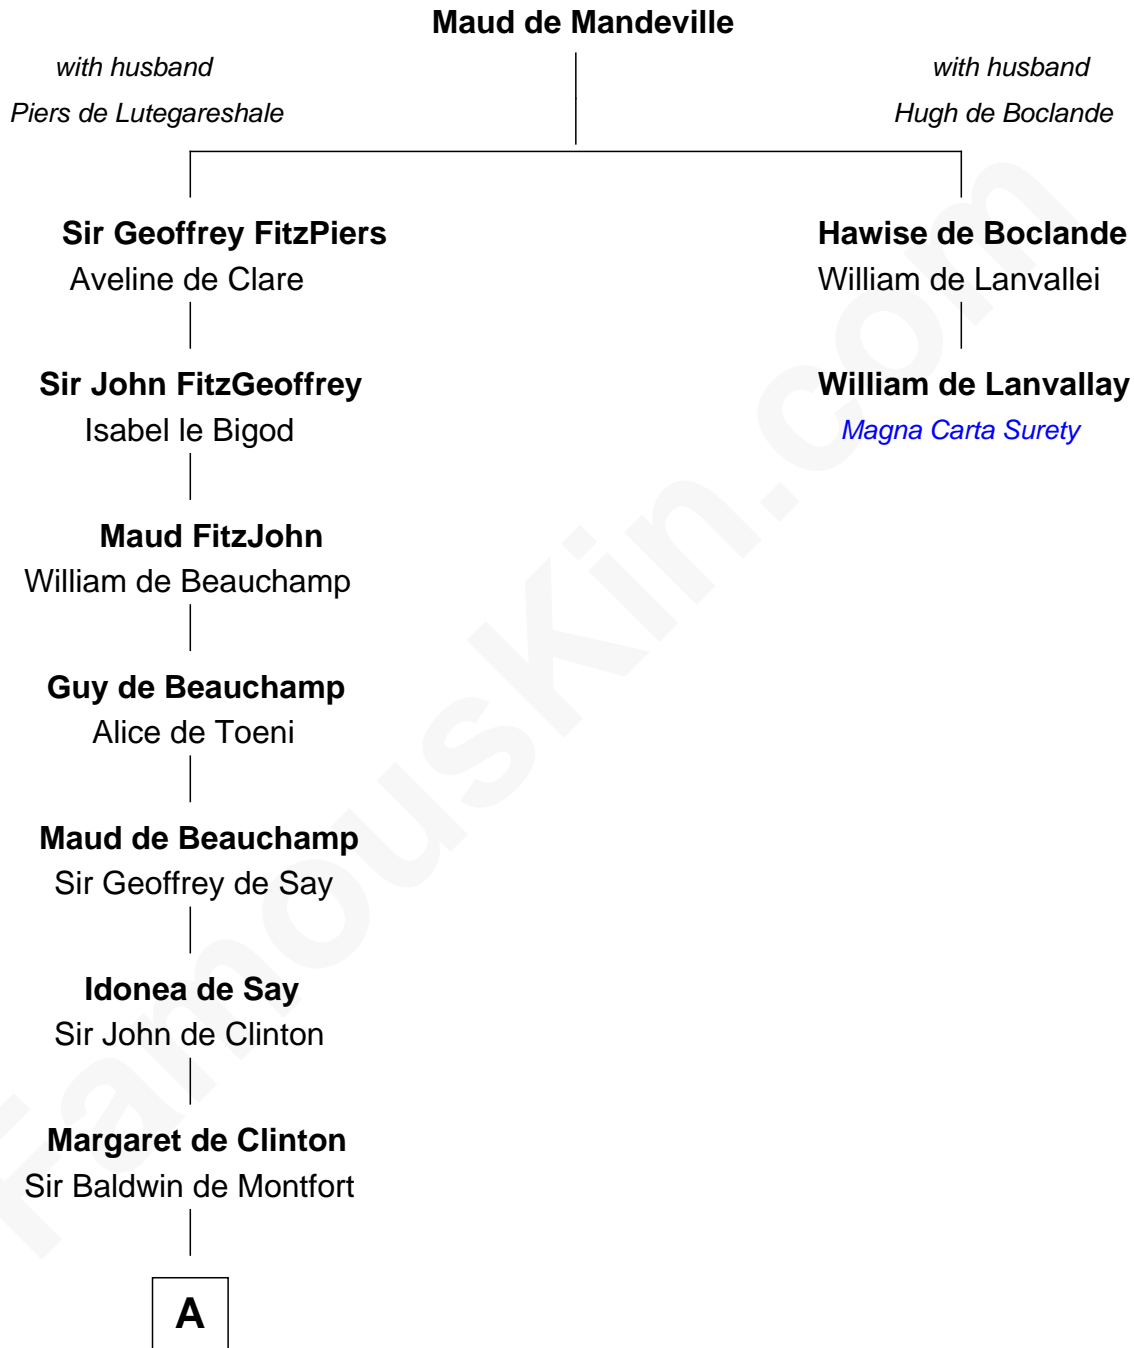 Maud de Mandeville
with husband
Piers de Lutegareshale
with husband
Hugh de Boclande
Sir Geoffrey FitzPiers
Aveline de Clare
Hawise de Boclande
William de Lanvallei
Sir John FitzGeoffrey
Isabel le Bigod
William de Lanvallay
Magna Carta Surety
Maud FitzJohn
William de Beauchamp
Guy de Beauchamp
Alice de Toeni
Maud de Beauchamp
Sir Geoffrey de Say
Idonea de Say
Sir John de Clinton
Margaret de Clinton
Sir Baldwin de Montfort
A
FamousKin.com